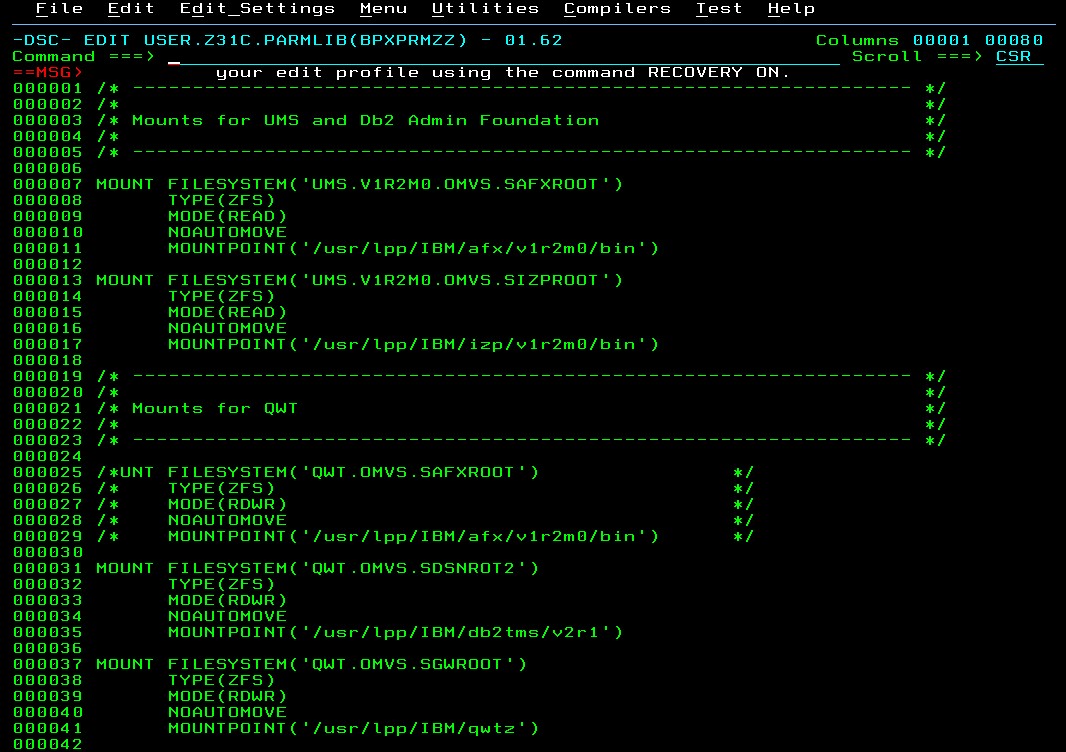 File  Edit  Edit_Settings  Menu  Utilities  Compilers  Test  Help
-DSC- EDIT USER.Z31C.PARMLIB(BPXPRMZZ) - 01.62                     Columns 00001 00080
Command ===>                                                          Scroll ===> CSR
==MSG>           your edit profile using the command RECOVERY ON.
000001 /* ----------------------------------------------------------------- */
000002 /*                                                                   */
000003 /* Mounts for UMS and Db2 Admin Foundation                           */
000004 /*                                                                   */
000005 /* ----------------------------------------------------------------- */
000006
000007 MOUNT FILESYSTEM('UMS.V1R2M0.OMVS.SAFXROOT')
000008       TYPE(ZFS)
000009       MODE(READ)
000010       NOAUTOMOVE
000011       MOUNTPOINT('/usr/lpp/IBM/afx/v1r2m0/bin')
000012
000013 MOUNT FILESYSTEM('UMS.V1R2M0.OMVS.SIZPROOT')
000014       TYPE(ZFS)
000015       MODE(READ)
000016       NOAUTOMOVE
000017       MOUNTPOINT('/usr/lpp/IBM/izp/v1r2m0/bin')
000018
000019 /* ----------------------------------------------------------------- */
000020 /*                                                                   */
000021 /* Mounts for QWT                                                    */
000022 /*                                                                   */
000023 /* ----------------------------------------------------------------- */
000024
000025 /*UNT FILESYSTEM('QWT.OMVS.SAFXROOT')                */
000026 /*    TYPE(ZFS)                                      */
000027 /*    MODE(RDWR)                                     */
000028 /*    NOAUTOMOVE                                     */
000029 /*    MOUNTPOINT('/usr/lpp/IBM/afx/v1r2m0/bin')      */
000030
000031 MOUNT FILESYSTEM('QWT.OMVS.SDSNROT2')
000032       TYPE(ZFS)
000033       MODE(RDWR)
000034       NOAUTOMOVE
000035       MOUNTPOINT('/usr/lpp/IBM/db2tms/v2r1')
000036
000037 MOUNT FILESYSTEM('QWT.OMVS.SGWROOT')
000038       TYPE(ZFS)
000039       MODE(RDWR)
000040       NOAUTOMOVE
000041       MOUNTPOINT('/usr/lpp/IBM/qwtz')
000042